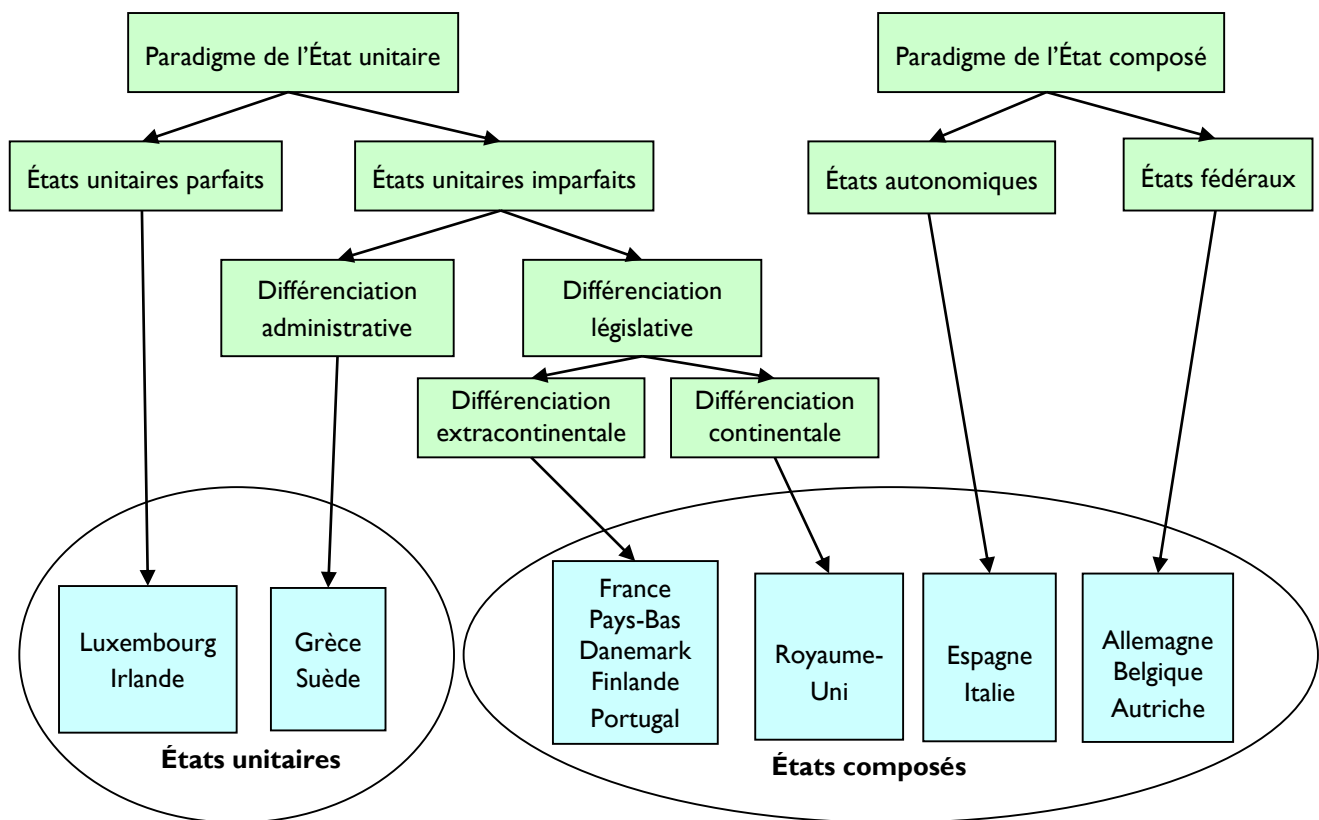 Paradigme de l’État unitaire
Paradigme de l’État composé
États unitaires parfaits
États unitaires imparfaits
États autonomiques
États fédéraux
Différenciation
administrative
Différenciation
législative
Différenciation
extracontinentale
Différenciation
continentale
Luxembourg
Irlande
Grèce
Suède
France
Pays-Bas
Danemark
Finlande
Portugal
Royaume-
Uni
Espagne
Italie
Allemagne
Belgique
Autriche
États unitaires
États composés